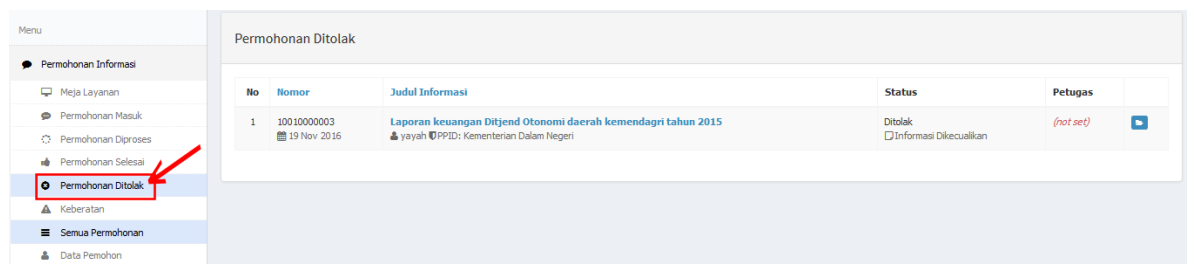 Menu
Permohonan Informasi
Meja Layanan
Permohonan Masuk
Permohonan Diproses
Permohonan Selesai
Permohonan Ditolak
Keberatan
Semua Permohonan
Data Pemohon
Permohonan Ditolak
No Nomor Judul Informasi Status Petugas
1 10010000003 Laporan keuangan Ditjend Otonomi daerah kemendagri tahun 2015 Ditolak (not set)
19 Nov 2016 yayah PPID: Kementerian Dalam Negeri Informasi Dikecualikan